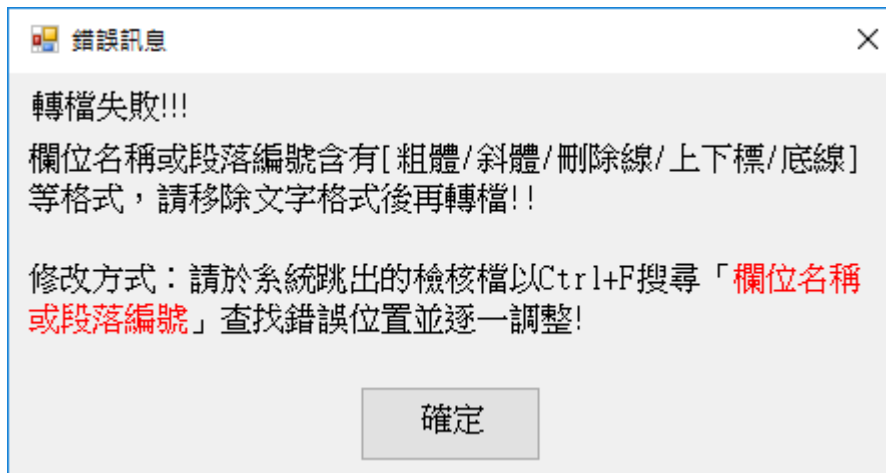 錯誤訊息
轉檔失敗!!!
欄位名稱或段落編號含有[粗體/斜體/刪除線/上下標/底線]
等格式，請移除文字格式後再轉檔!!
修改方式：請於系統跳出的檢核檔以Ctrl+F搜尋「欄位名稱
或段落編號」查找錯誤位置並逐一調整!
確定